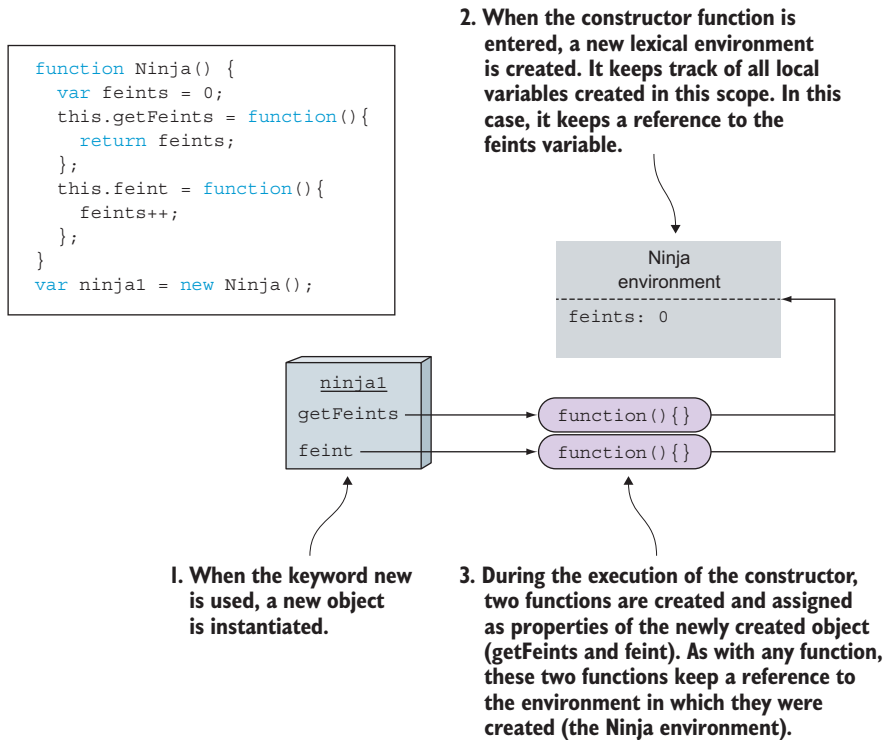 function Ninja() {
  var feints = 0;
  this.getFeints = function(){
    return feints;
  };
  this.feint = function(){
    feints++;
  };
}
var ninja1 = new Ninja();
2. When the constructor function is
entered, a new lexical environment
is created. It keeps track of all local
variables created in this scope. In this
case, it keeps a reference to the
feints variable.
Ninja
environment
feints: 0
ninja1
getFeints
function(){}
feint
function(){}
1. When the keyword new
is used, a new object
is instantiated.
3. During the execution of the constructor,
two functions are created and assigned
as properties of the newly created object
(getFeints and feint). As with any function,
these two functions keep a reference to
the environment in which they were
created (the Ninja environment).